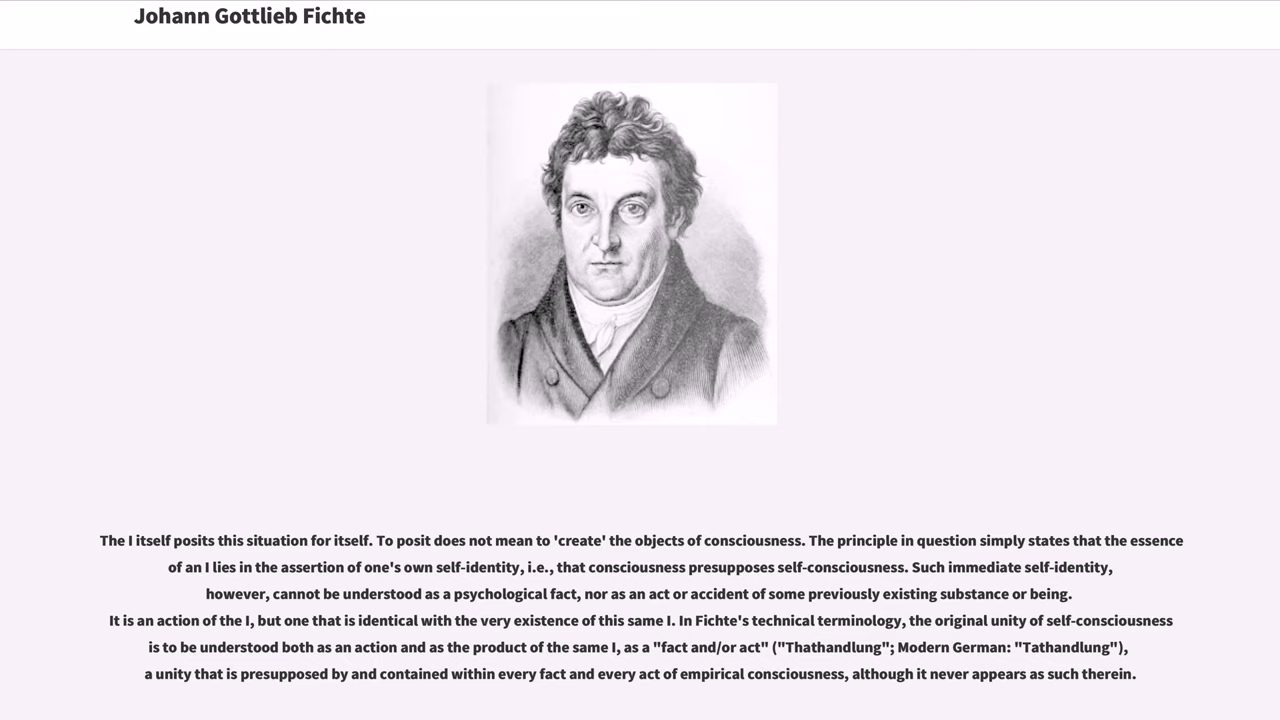 Johann Gottlieb Fichte
The I itself posits this situation for itself. To posit does not mean to 'create' the objects of consciousness. The principle in question simply states that the essence
of an I lies in the assertion of one's own self-identity, i.e., that consciousness presupposes self-consciousness. Such immediate self-identity,
however, cannot be understood as a psychological fact, nor as an act or accident of some previously existing substance or being.
It is an action of the I, but one that is identical with the very existence of this same I. In Fichte's technical terminology, the original unity of self-consciousness
is to be understood both as an action and as the product of the same I, as a "fact and/or act" ("Thathandlung"; Modern German: "Tathandlung"),
a unity that is presupposed by and contained within every fact and every act of empirical consciousness, although it never appears as such therein.